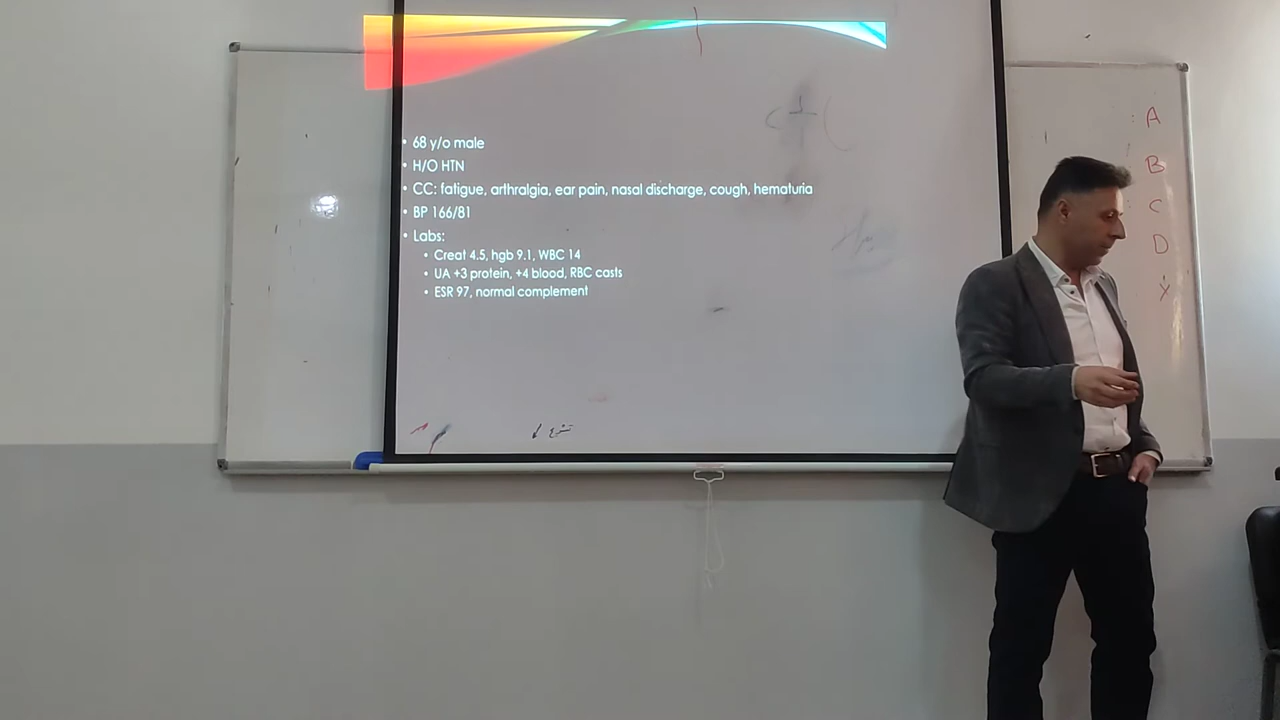 • 68 y/o male
• H/O HTN
• CC: fatigue, arthralgia, ear pain, nasal discharge, cough, hematuria
• BP 166/81
• Labs:
• Creat 4.5, hgb 9.1, WBC 14
• UA +3 protein, +4 blood, RBC casts
• ESR 97, normal complement
A
B
C
D